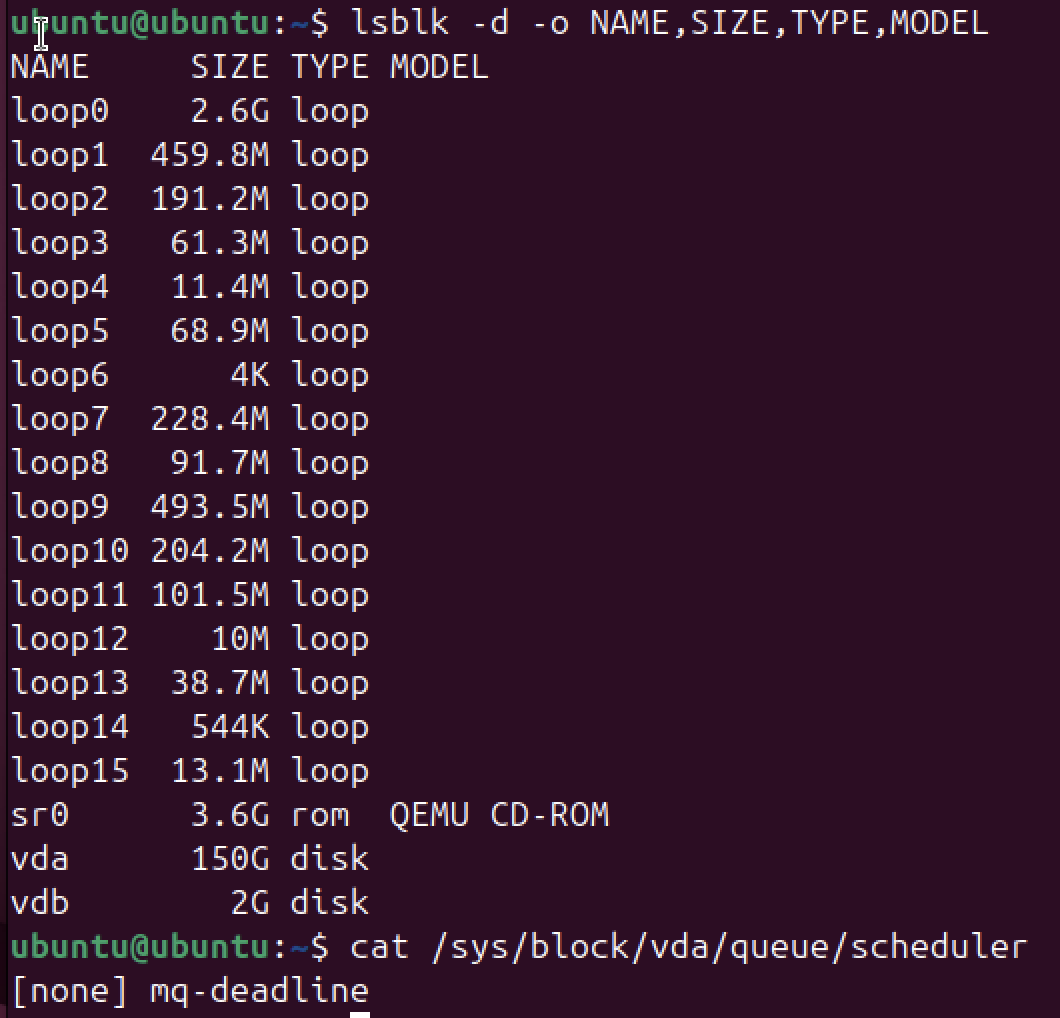 ubuntu@ubuntu:~$ lsblk -d -o NAME,SIZE,TYPE,MODEL
NAME     SIZE TYPE MODEL
loop0    2.6G loop
loop1  459.8M loop
loop2  191.2M loop
loop3   61.3M loop
loop4   11.4M loop
loop5   68.9M loop
loop6      4K loop
loop7  228.4M loop
loop8   91.7M loop
loop9  493.5M loop
loop10 204.2M loop
loop11 101.5M loop
loop12    10M loop
loop13  38.7M loop
loop14   544K loop
loop15  13.1M loop
sr0      3.6G rom  QEMU CD-ROM
vda      150G disk
vdb        2G disk
ubuntu@ubuntu:~$ cat /sys/block/vda/queue/scheduler
[none] mq-deadline